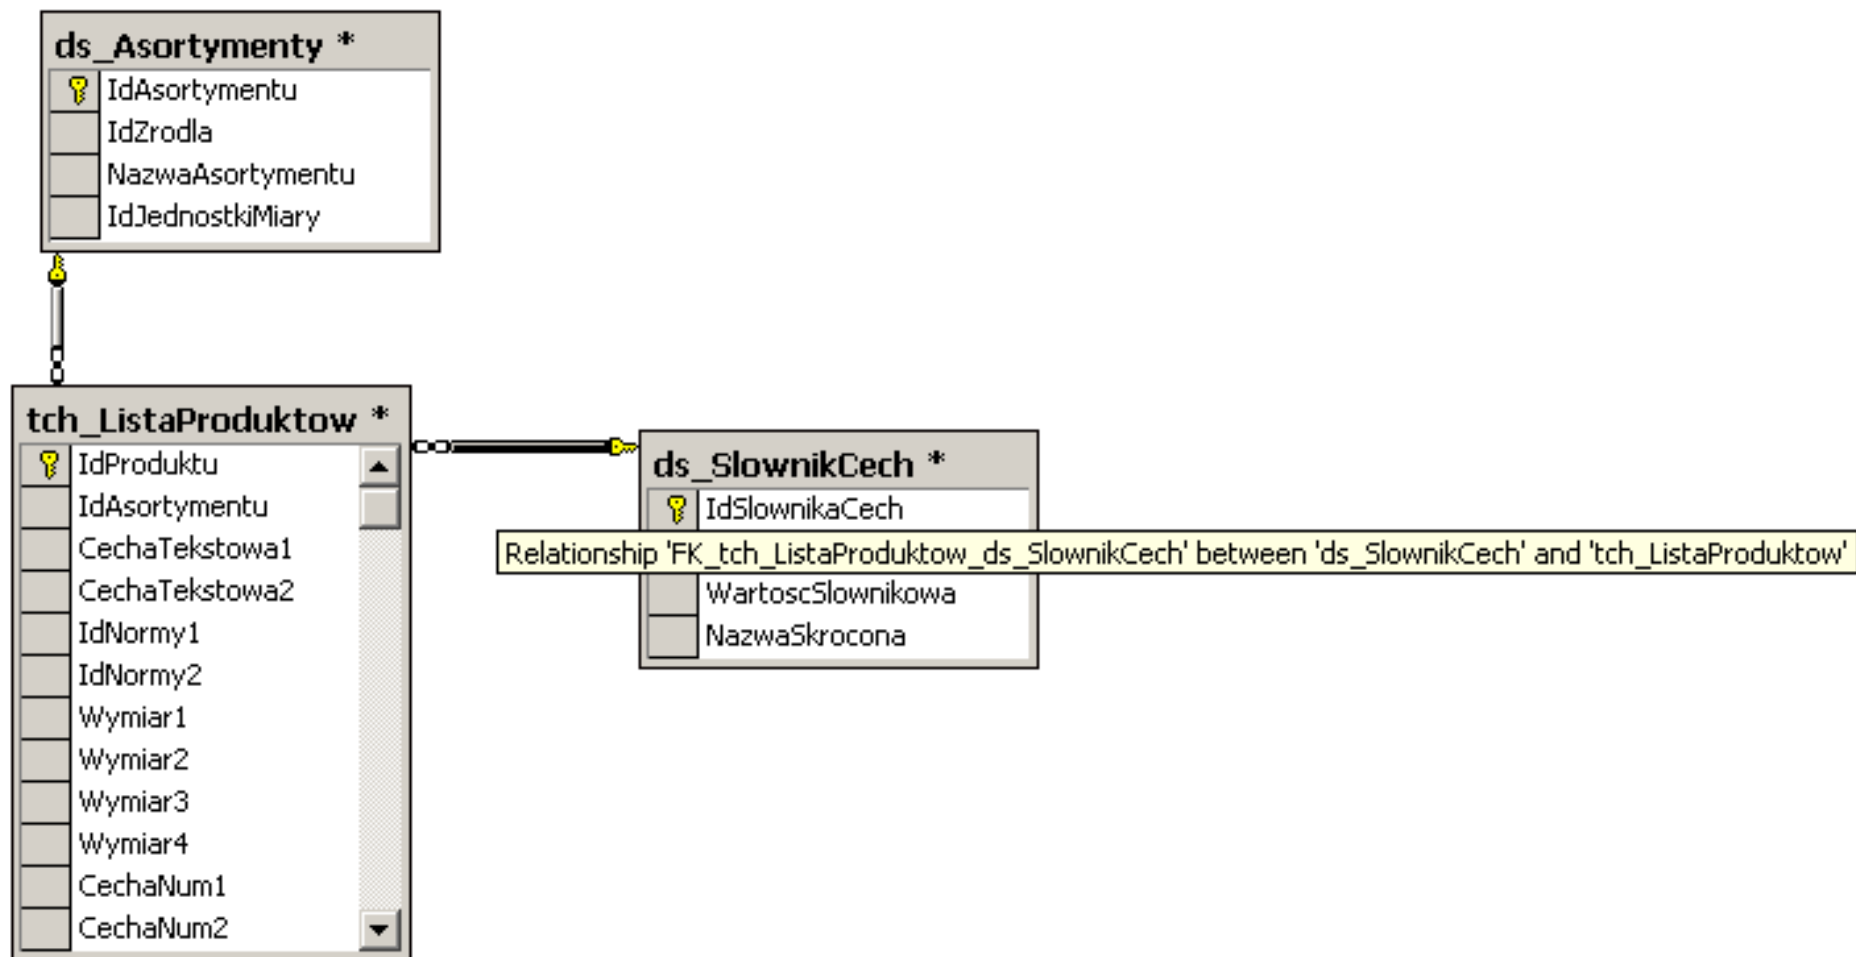 ds_Asortymenty *
IdAsortymentu
IdZrodla
NazwaAsortymentu
IdJednostkiMiary
tch_ListaProduktow *
IdProduktu
IdAsortymentu
CechaTekstowa1
CechaTekstowa2
IdNormy1
IdNormy2
Wymiar1
Wymiar2
Wymiar3
Wymiar4
CechaNum1
CechaNum2
ds_SlownikCech *
IdSlownikaCech
Relationship 'FK_tch_ListaProduktow_ds_SlownikCech' between 'ds_SlownikCech' and 'tch_ListaProduktow'
WartoscSlownikowa
NazwaSkrocona